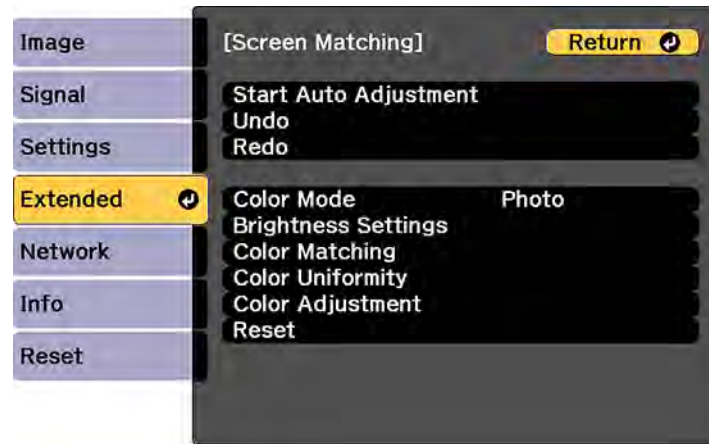 Image
Signal
Settings
Extended
Network
Info
Reset
[Screen Matching]
Return
Start Auto Adjustment
Undo
Redo
Color Mode Photo
Brightness Settings
Color Matching
Color Uniformity
Color Adjustment
Reset